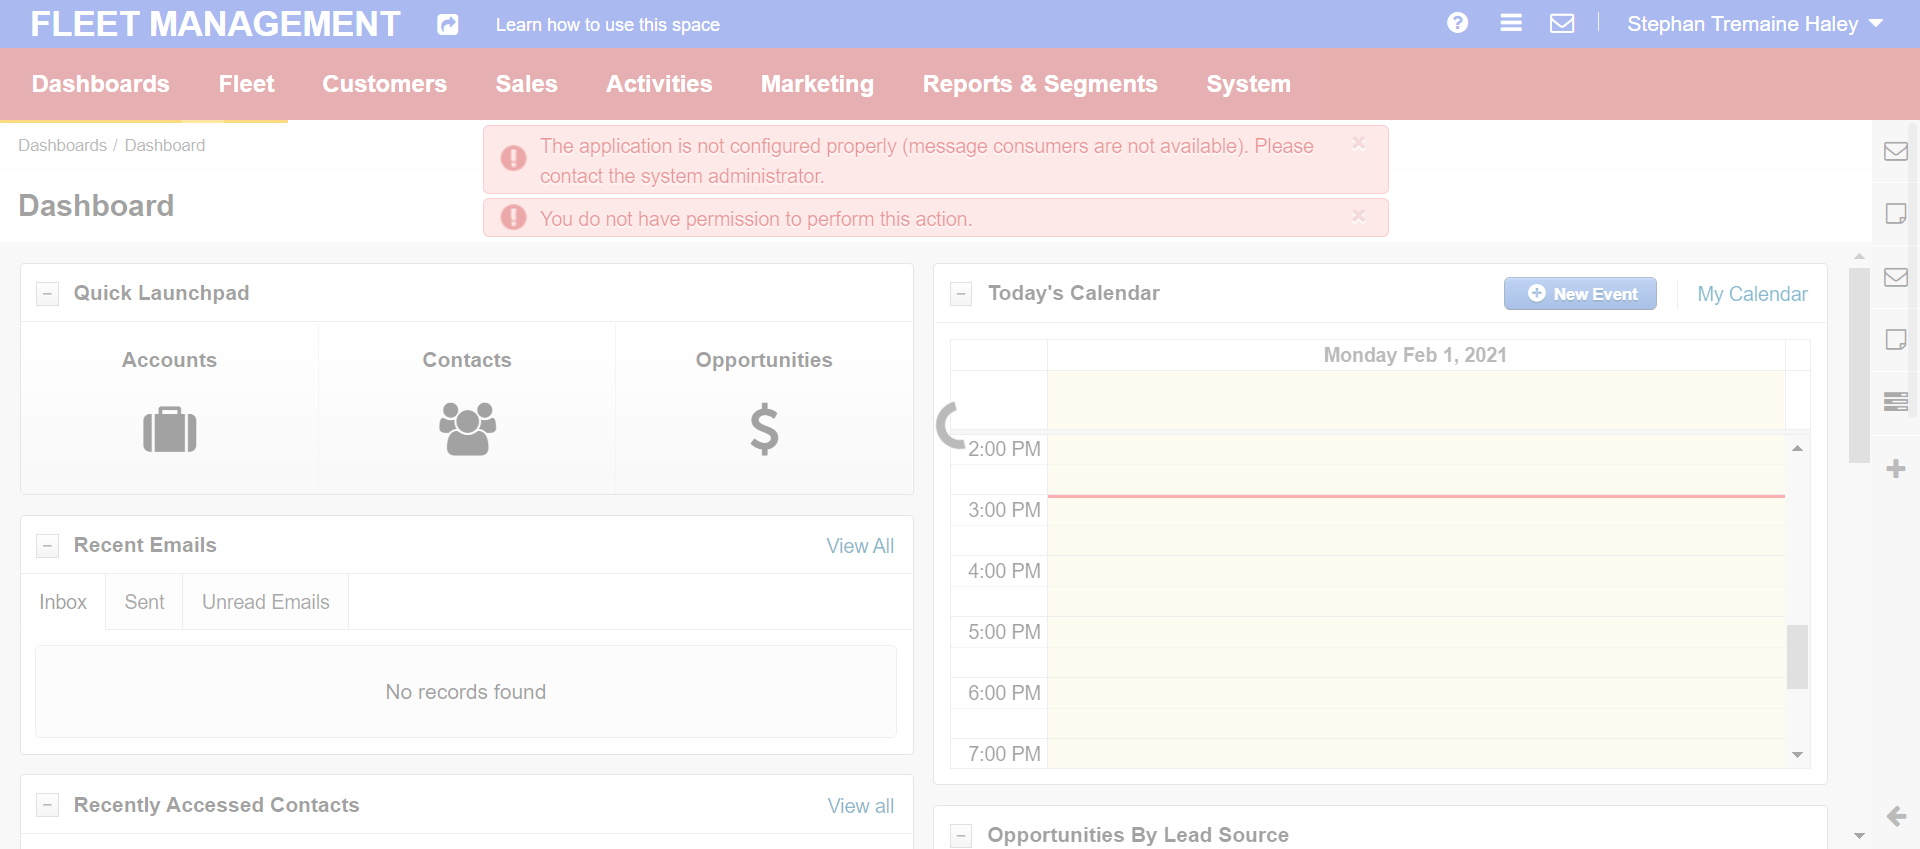 FLEET MANAGEMENT
Learn how to use this space
Stephan Tremaine Haley
Dashboards
Fleet
Customers
Sales
Activities
Marketing
Reports & Segments
System
Dashboards / Dashboard
The application is not configured properly (message consumers are not available). Please
contact the system administrator.
You do not have permission to perform this action.
Dashboard
Quick Launchpad
Accounts
Contacts
Opportunities
Recent Emails
View All
Inbox
Sent
Unread Emails
No records found
Recently Accessed Contacts
View all
Today's Calendar
New Event
My Calendar
Monday Feb 1, 2021
2:00 PM
3:00 PM
4:00 PM
5:00 PM
6:00 PM
7:00 PM
Opportunities By Lead Source